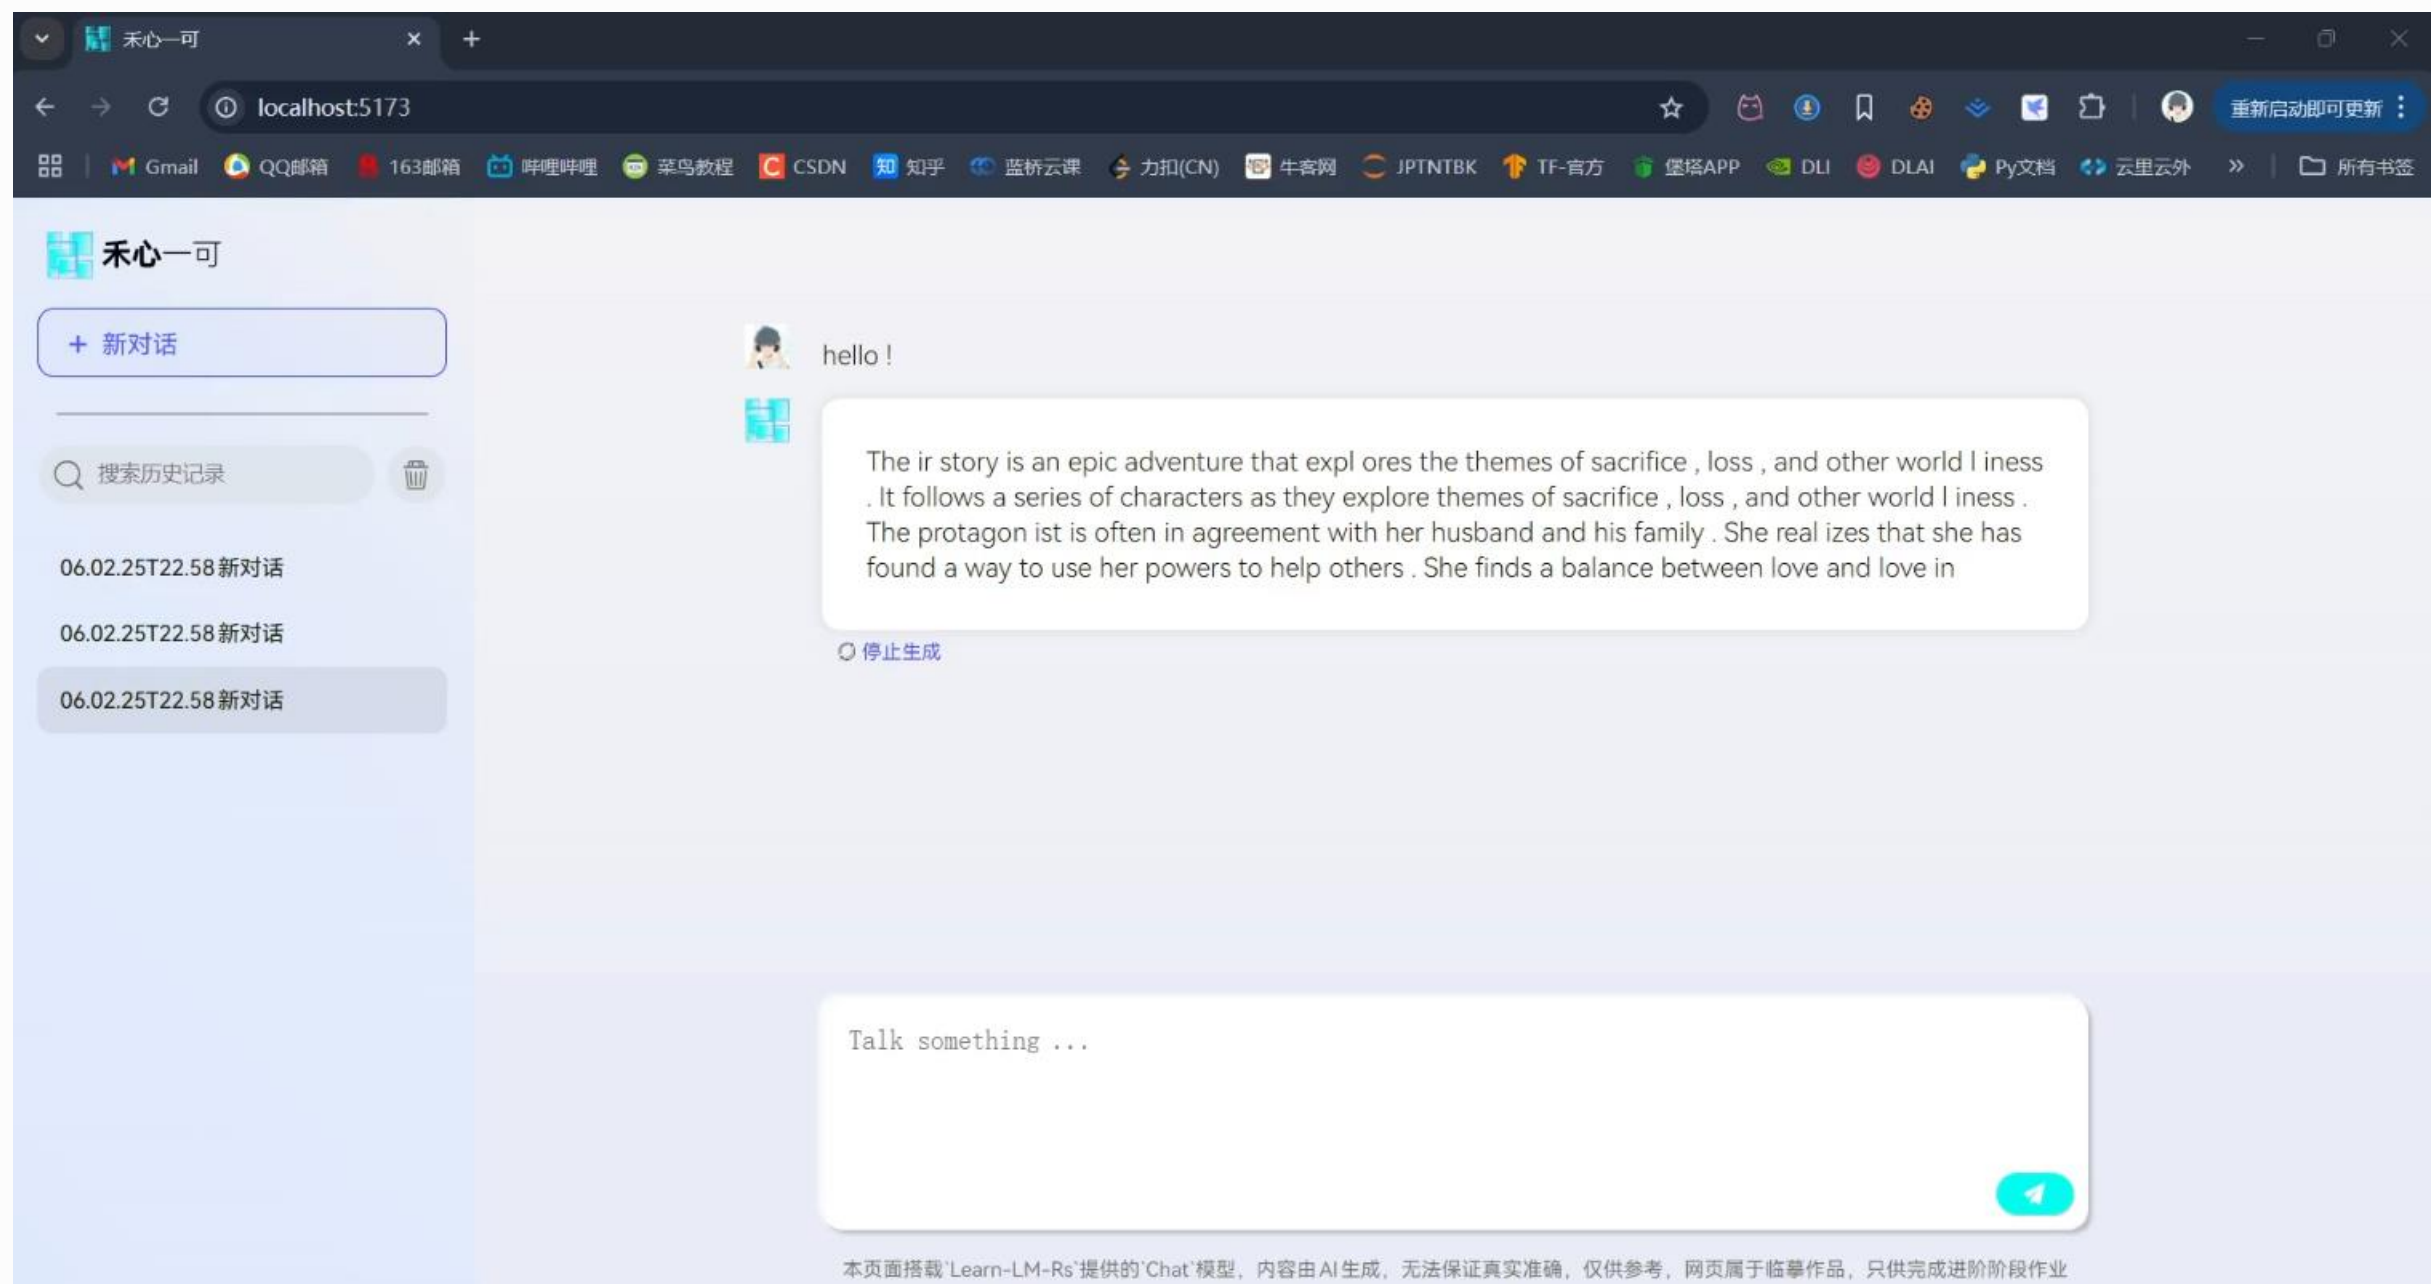 禾心一可
localhost:5173
重新启动即可更新
Gmail QQ邮箱 163邮箱 哔哩哔哩 菜鸟教程 CSDN 知乎 蓝桥云课 力扣(CN) 牛客网 JPTNTBK TF-官方 堡塔APP DLI DLAI Py文档 云里云外 » 所有书签
禾心一可
+ 新对话
搜索历史记录
06.02.25T22.58新对话
06.02.25T22.58新对话
06.02.25T22.58新对话
hello !
The ir story is an epic adventure that expl ores the themes of sacrifice , loss , and other world l iness
. It follows a series of characters as they explore themes of sacrifice , loss , and other world l iness .
The protagon ist is often in agreement with her husband and his family . She real izes that she has
found a way to use her powers to help others . She finds a balance between love and love in
停止生成
Talk something ...
本页面搭载`Learn-LM-Rs`提供的`Chat`模型，内容由AI生成，无法保证真实准确，仅供参考，网页属于临摹作品，只供完成进阶阶段作业